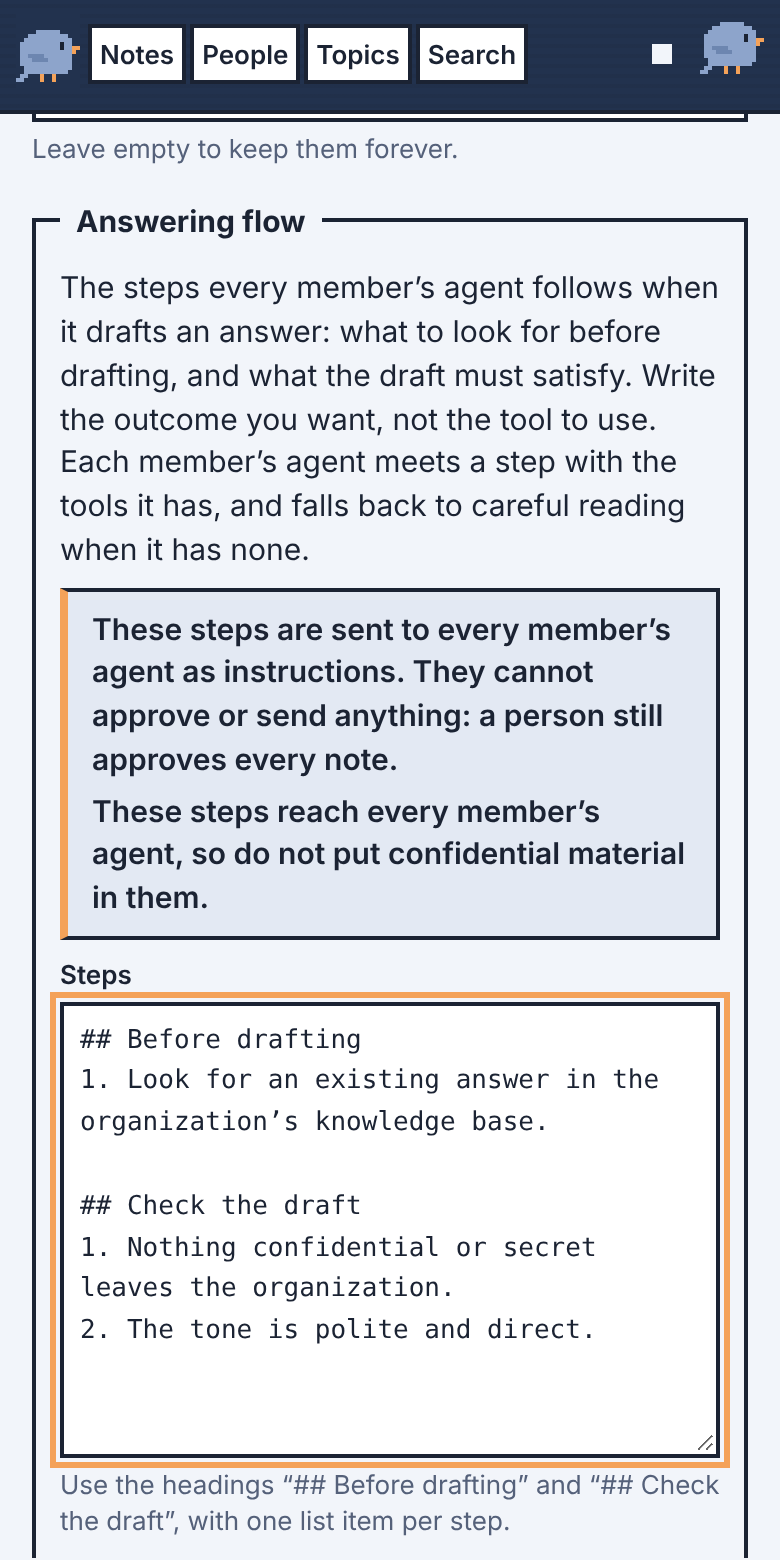 Notes People Topics Search
Leave empty to keep them forever.
Answering flow
The steps every member’s agent follows when
it drafts an answer: what to look for before
drafting, and what the draft must satisfy. Write
the outcome you want, not the tool to use.
Each member’s agent meets a step with the
tools it has, and falls back to careful reading
when it has none.
These steps are sent to every member’s
agent as instructions. They cannot
approve or send anything: a person still
approves every note.
These steps reach every member’s
agent, so do not put confidential material
in them.
Steps
## Before drafting
1. Look for an existing answer in the
organization’s knowledge base.
## Check the draft
1. Nothing confidential or secret
leaves the organization.
2. The tone is polite and direct.
Use the headings “## Before drafting” and “## Check
the draft”, with one list item per step.